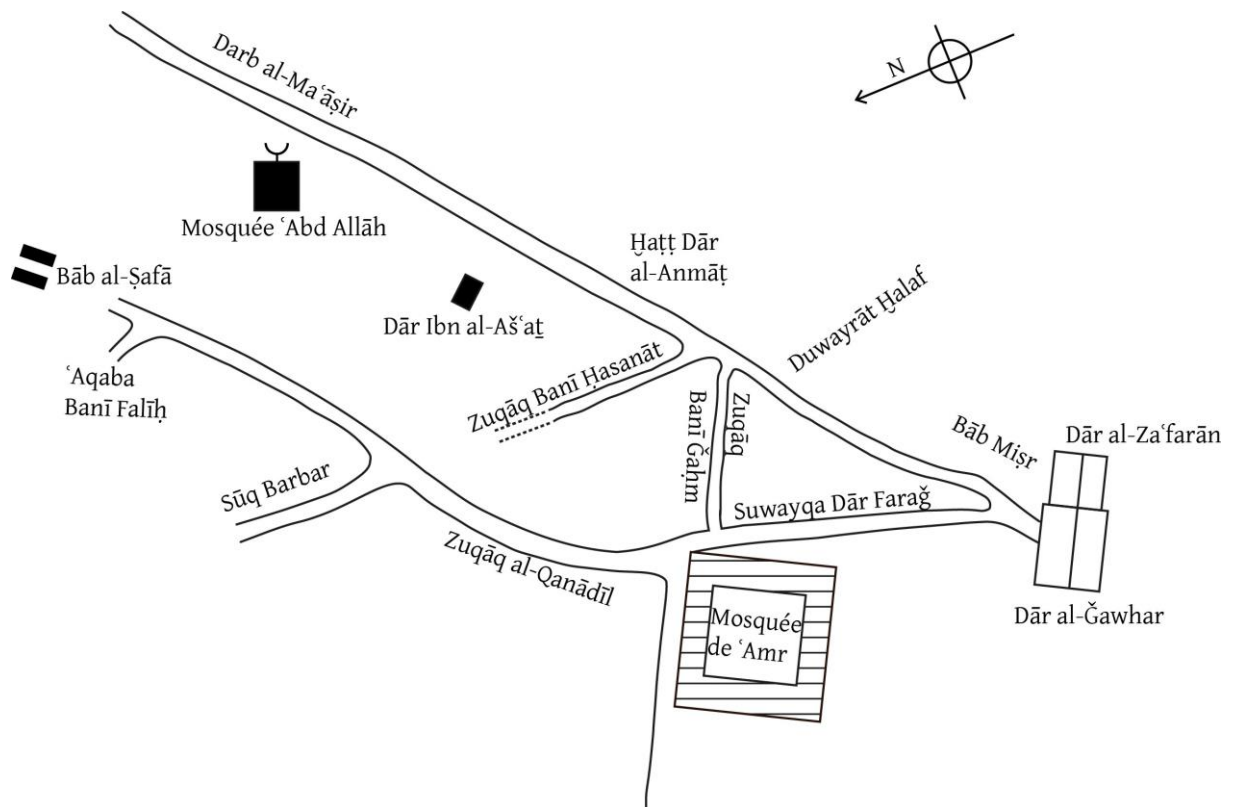 Darb al-Maʿāṣir
N
Mosquée ʿAbd Allāh
Ḫaṭṭ Dār
al-Anmāṭ
Bāb al-Ṣafā
Dār Ibn al-Ašʿaṯ
Duwayrāt Ḫalaf
ʿAqaba
Banī Falīḥ
Zuqāq Banī Ḥasanāt
Zuqāq
Banī Ǧaḥm
Bāb Miṣr
Dār al-Zaʿfarān
Sūq Barbar
Suwayqa Dār Faraǧ
Zuqāq al-Qanādīl
Mosquée
de ʿAmr
Dār al-Ǧawhar